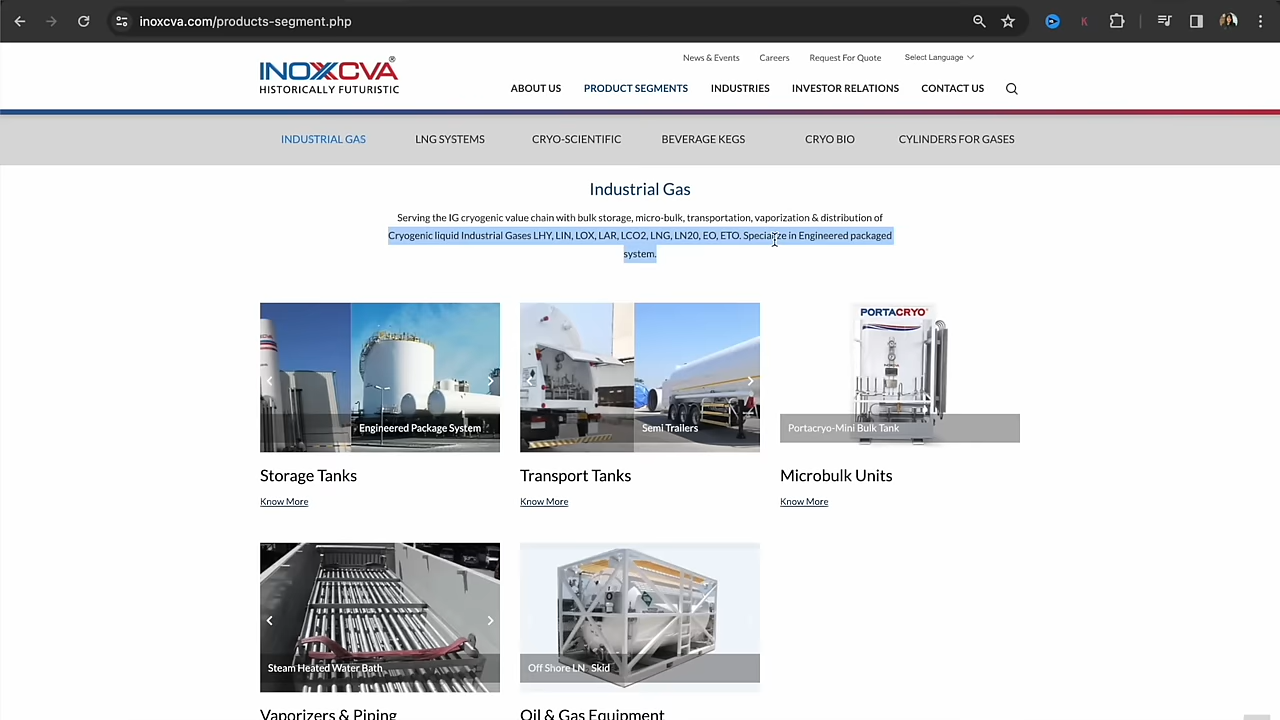 inoxcva.com/products-segment.php
K
INOXCVA®
HISTORICALLY FUTURISTIC
News & Events
Careers
Request For Quote
Select Language
ABOUT US
PRODUCT SEGMENTS
INDUSTRIES
INVESTOR RELATIONS
CONTACT US
INDUSTRIAL GAS
LNG SYSTEMS
CRYO-SCIENTIFIC
BEVERAGE KEGS
CRYO BIO
CYLINDERS FOR GASES
Industrial Gas
Serving the IG cryogenic value chain with bulk storage, micro-bulk, transportation, vaporization & distribution of
Cryogenic liquid Industrial Gases LHY, LIN, LOX, LAR, LCO2, LNG, LN20, EO, ETO. Specialize in Engineered packaged
system.
Engineered Package System
Semi Trailers
PORTACRYO®
Portacryo-Mini Bulk Tank
Storage Tanks
Transport Tanks
Microbulk Units
Know More
Know More
Know More
Steam Heated Water Bath
Off Shore LN Skid
Vaporizers & Piping
Oil & Gas Equipment